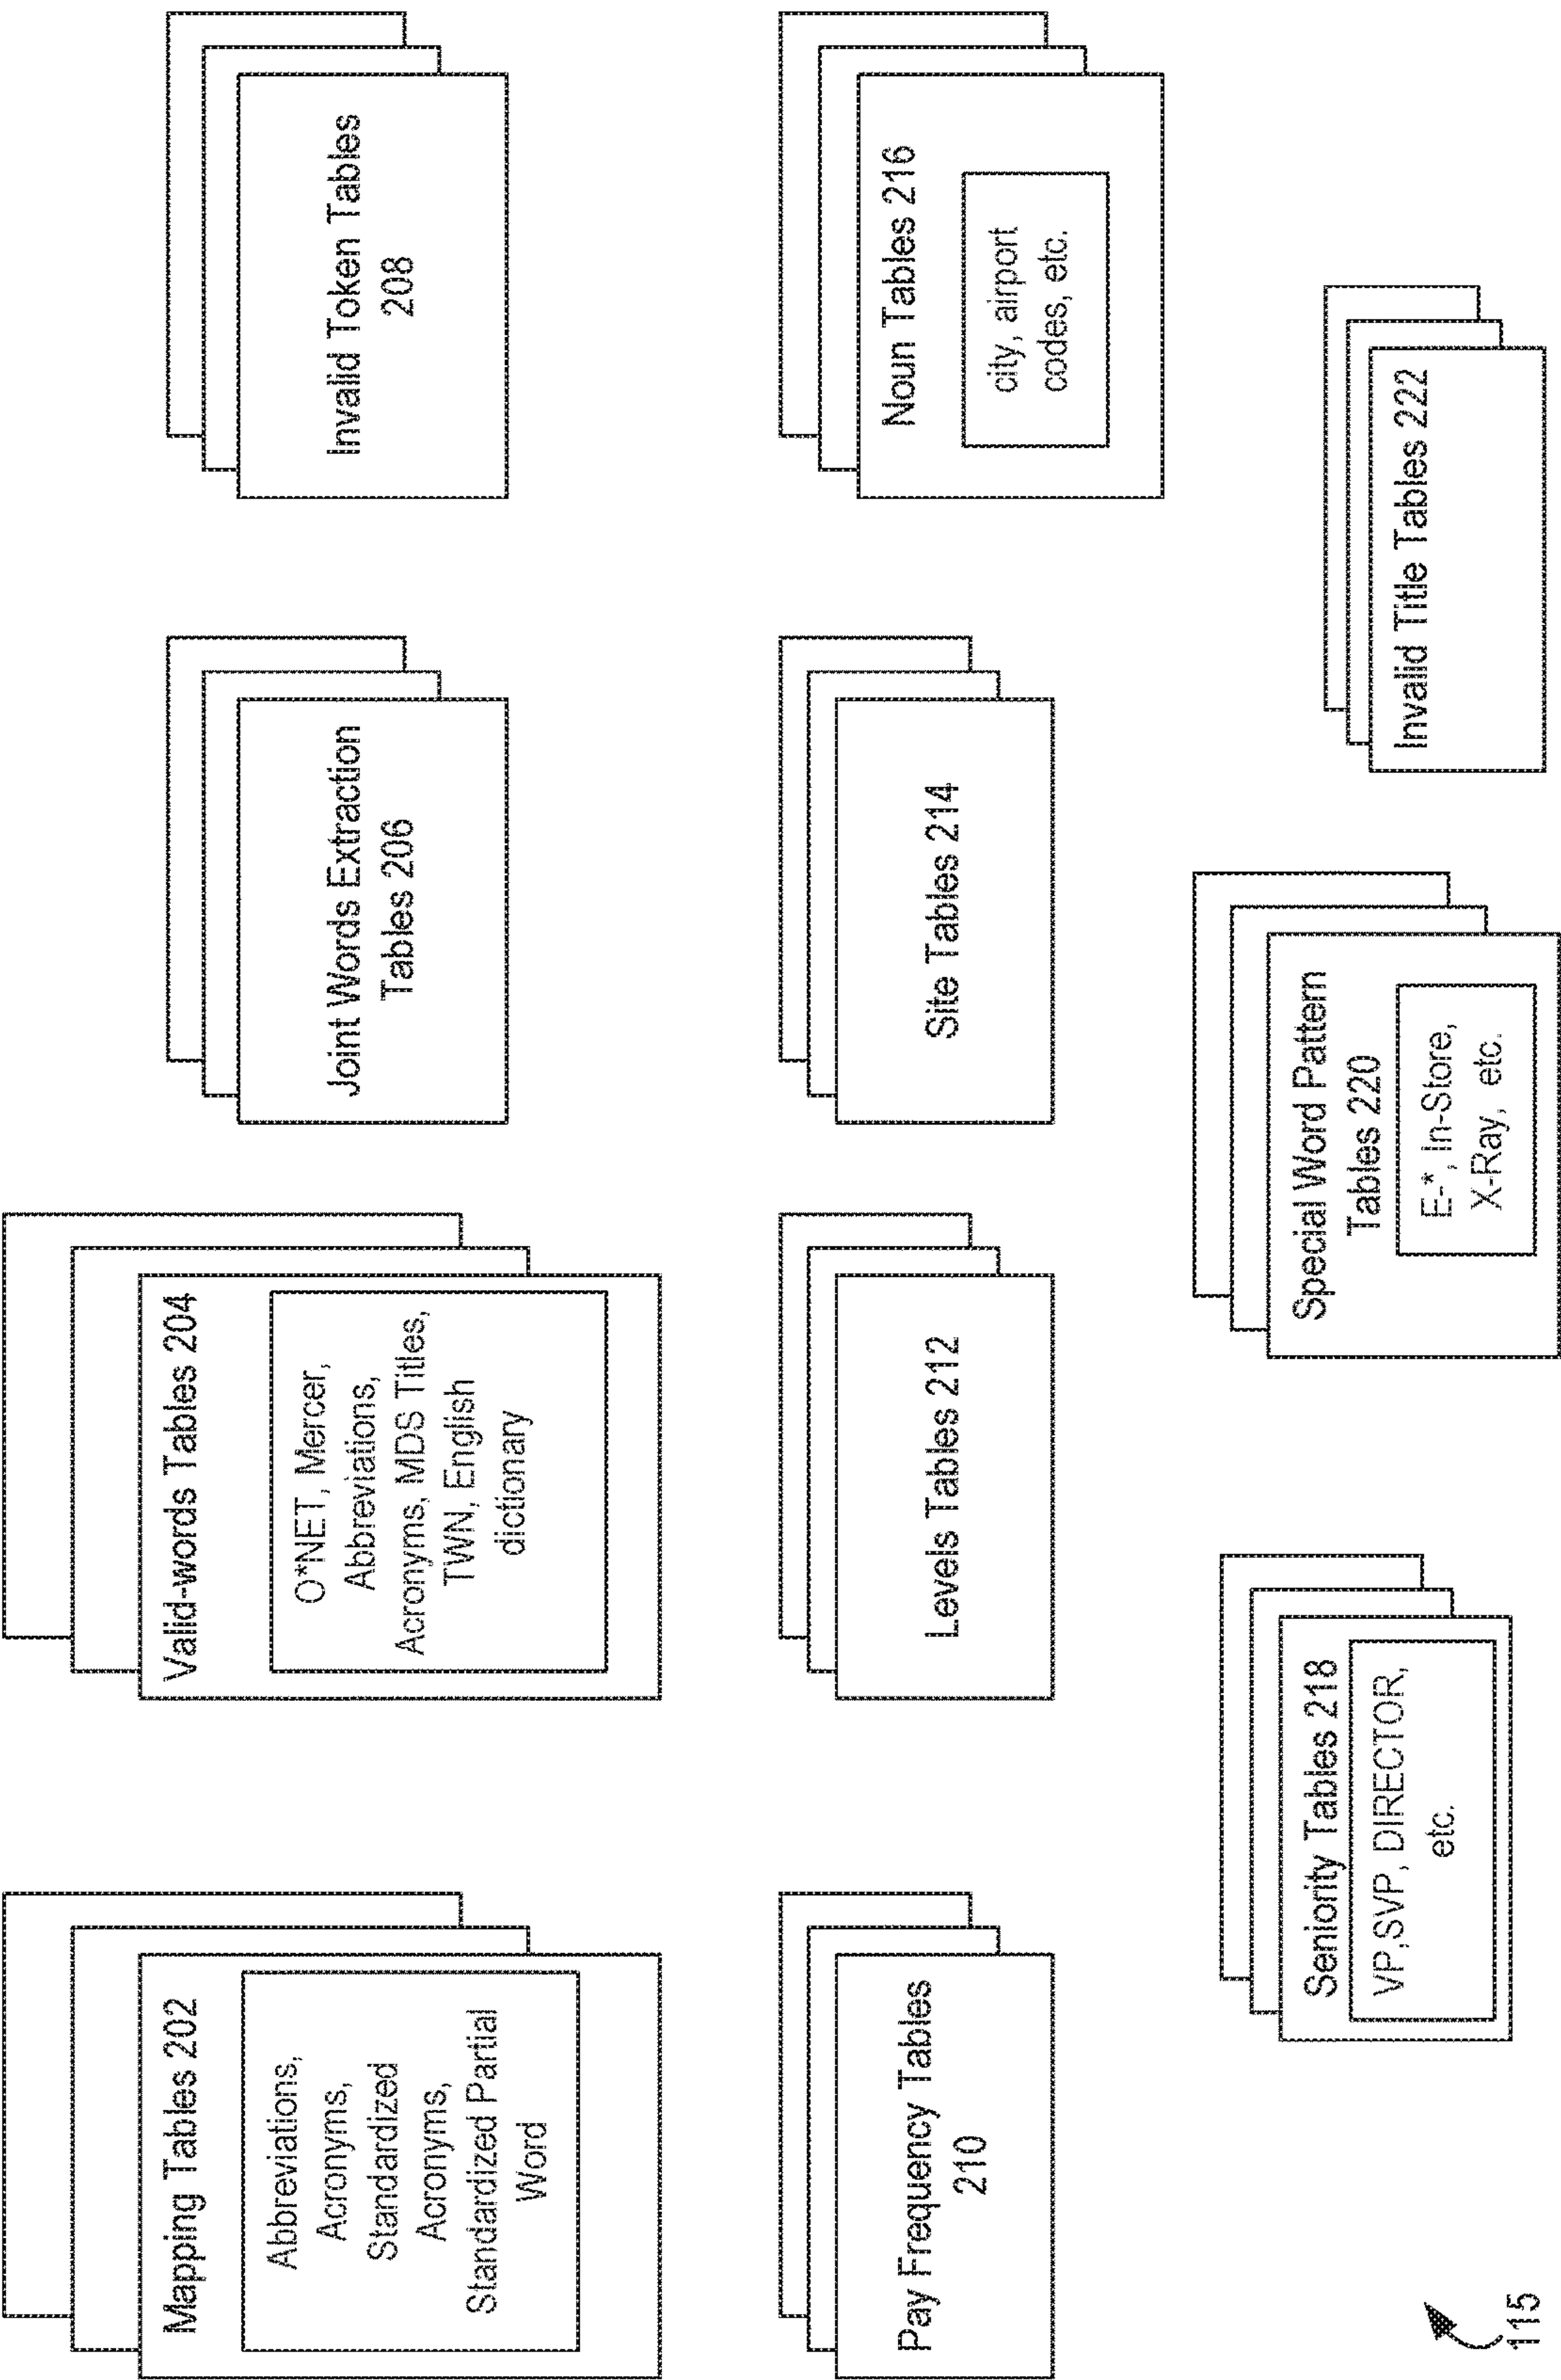 Mapping Tables 202
Abbreviations,
Acronyms,
Standardized
Acronyms,
Standardized Partial
Word
Valid-words Tables 204
O*NET, Mercer,
Abbreviations,
Acronyms, MDS Titles,
TWN, English
dictionary
Joint Words Extraction
Tables 206
Invalid Token Tables
208
Pay Frequency Tables
210
Levels Tables 212
Site Tables 214
Noun Tables 216
city, airport
codes, etc.
Seniority Tables 218
VP,SVP, DIRECTOR,
etc.
Special Word Pattern
Tables 220
E-*, In-Store,
X-Ray, etc.
Invalid Title Tables 222
115